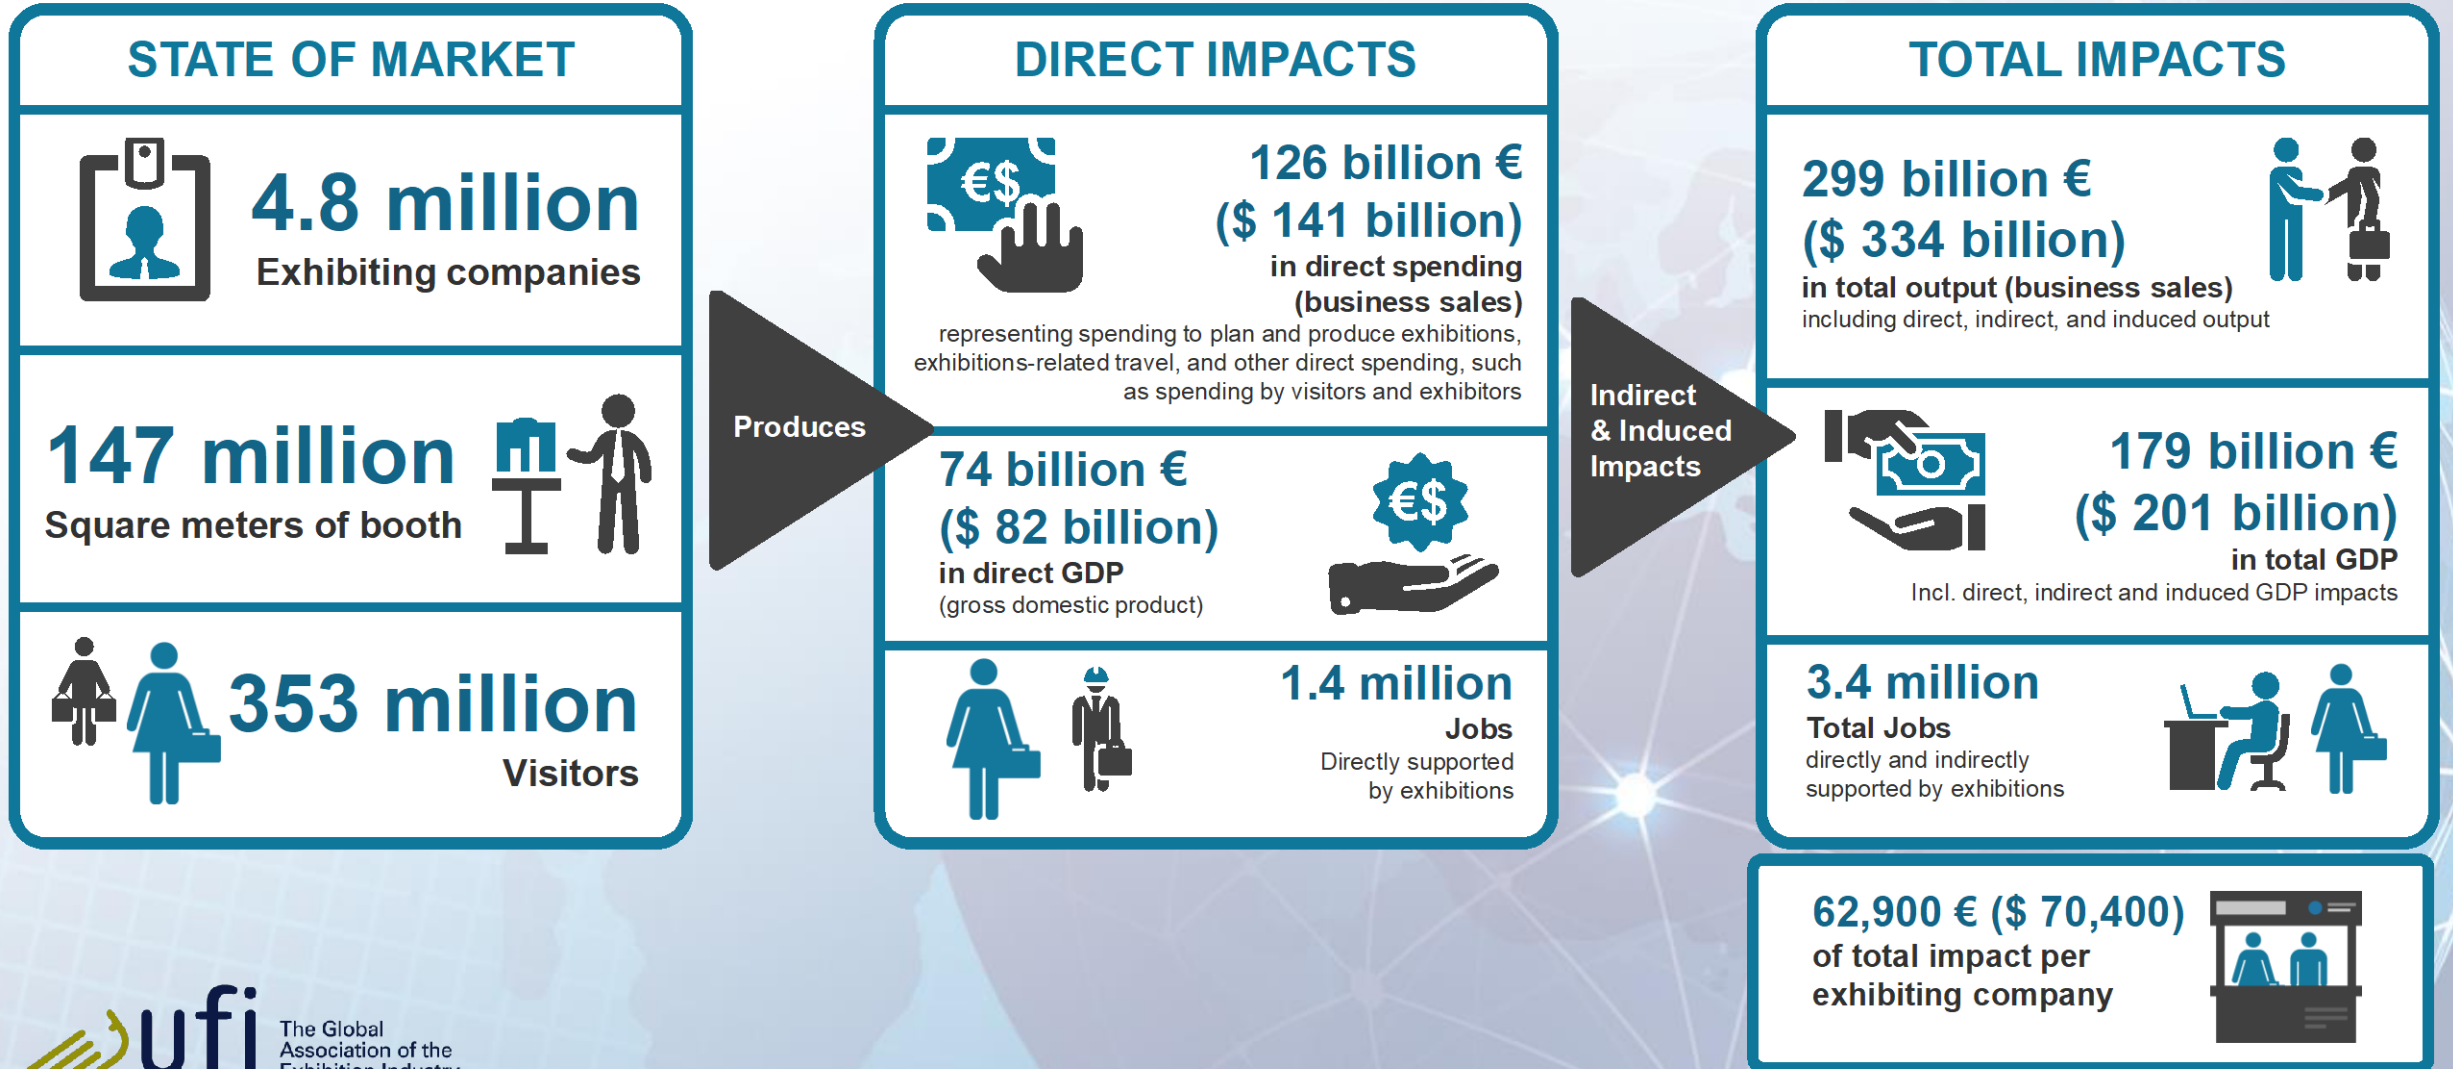 STATE OF MARKET
4.8 million
Exhibiting companies
147 million
Square meters of booth
353 million
Visitors
Produces
DIRECT IMPACTS
€$
126 billion €
($ 141 billion)
in direct spending
(business sales)
representing spending to plan and produce exhibitions,
exhibitions-related travel, and other direct spending, such
as spending by visitors and exhibitors
74 billion €
($ 82 billion)
in direct GDP
(gross domestic product)
€$
1.4 million
Jobs
Directly supported
by exhibitions
Indirect
& Induced
Impacts
TOTAL IMPACTS
299 billion €
($ 334 billion)
in total output (business sales)
including direct, indirect, and induced output
179 billion €
($ 201 billion)
in total GDP
Incl. direct, indirect and induced GDP impacts
3.4 million
Total Jobs
directly and indirectly
supported by exhibitions
62,900 € ($ 70,400)
of total impact per
exhibiting company
ufi
The Global
Association of the
Exhibition Industry